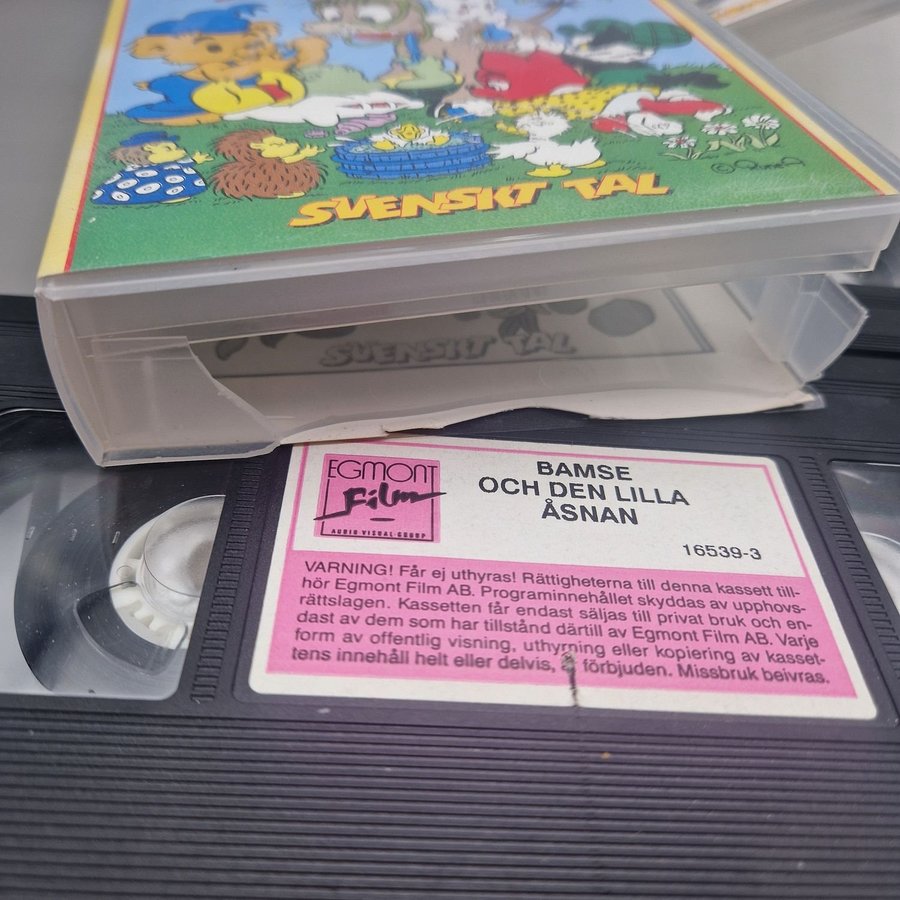 SVENSKT TAL
SVENSKT TAL
EGMONT
Film
AUDIO VISUAL GROUP
BAMSE
OCH DEN LILLA
ÅSNAN
16539-3
VARNING! Får ej uthyras! Rättigheterna till denna kassett till-
hör Egmont Film AB. Programinnehållet skyddas av upphovs-
rättslagen. Kassetten får endast säljas till privat bruk och en-
dast av dem som har tillstånd därtill av Egmont Film AB. Varje
form av offentlig visning, uthyrning eller kopiering av kasset-
tens innehåll helt eller delvis, är förbjuden. Missbruk beivras.